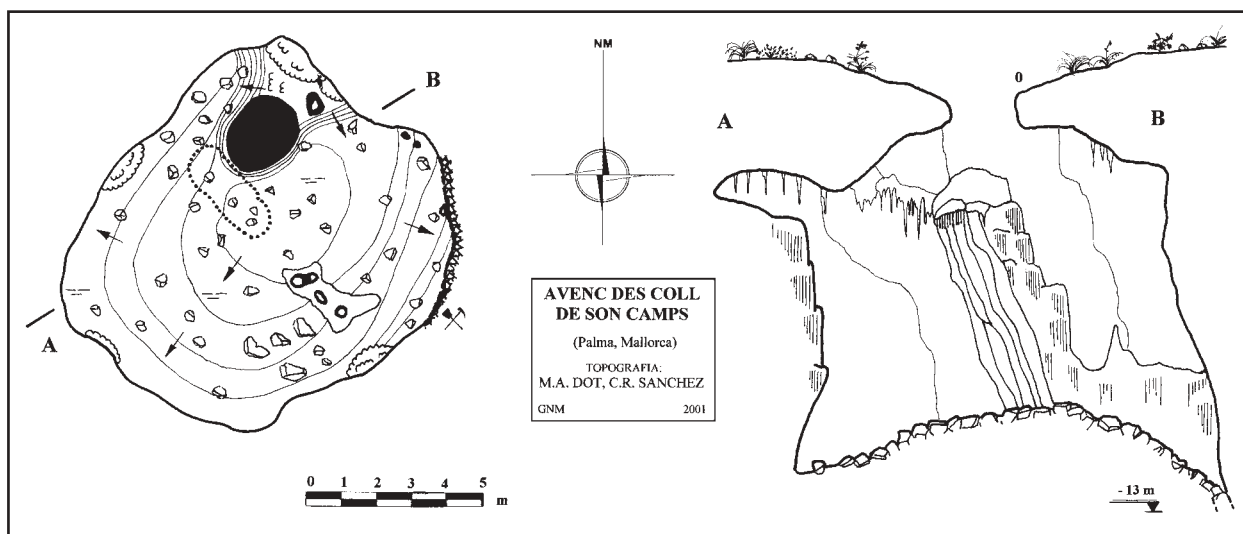 B
A
0 1 2 3 4 5
m
NM
AVENC DES COLL
DE SON CAMPS
(Palma, Mallorca)
TOPOGRAFIA:
M.A. DOT, C.R. SANCHEZ
GNM 2001
0
A
B
- 13 m